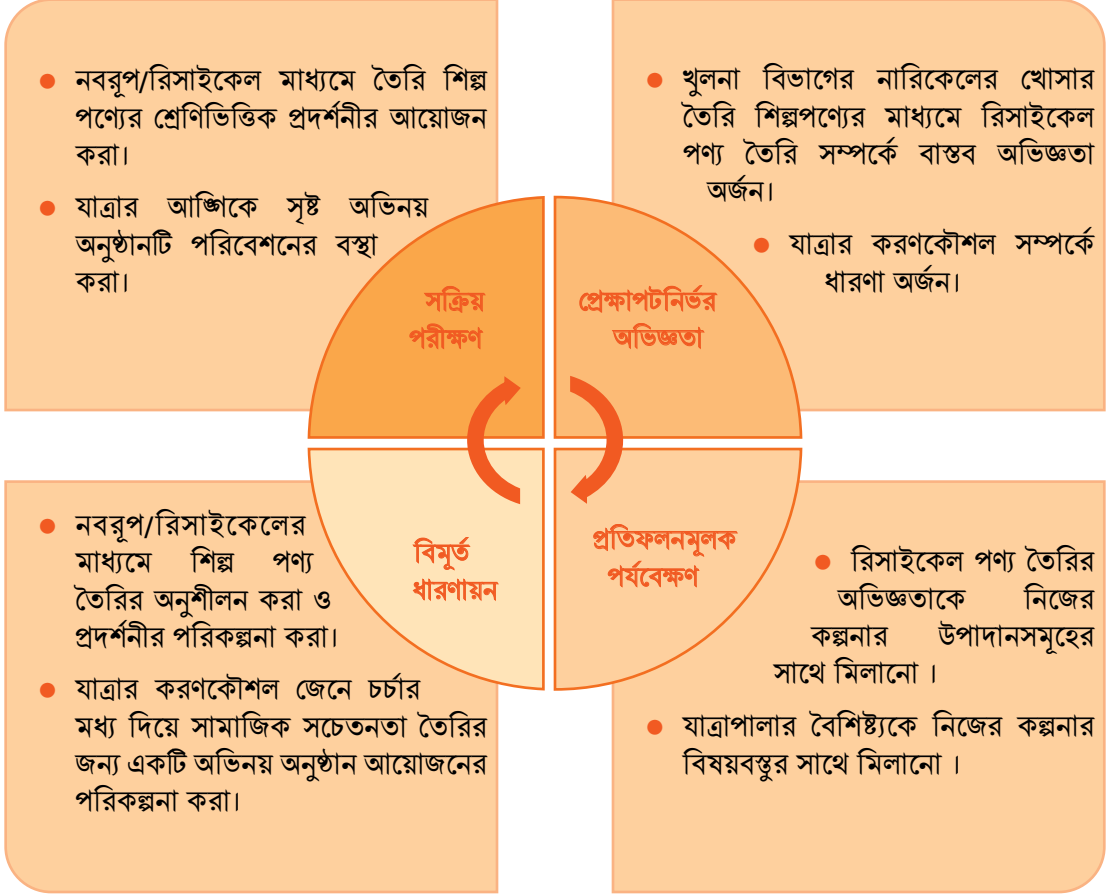 ● নবরূপ/রিসাইকেল মাধ্যমে তৈরি শিল্প
পণ্যের শ্রেণিভিত্তিক প্রদর্শনীর আয়োজন
করা।
● যাত্রার আঙ্গিকে সৃষ্ট অভিনয়
অনুষ্ঠানটি পরিবেশনের বস্থা
করা।
● খুলনা বিভাগের নারিকেলের খোসার
তৈরি শিল্পপণ্যের মাধ্যমে রিসাইকেল
পণ্য তৈরি সম্পর্কে বাস্তব অভিজ্ঞতা
অর্জন।
● যাত্রার করণকৌশল সম্পর্কে
ধারণা অর্জন।
সক্রিয়
পরীক্ষণ
প্রেক্ষাপটনির্ভর
অভিজ্ঞতা
বিমূর্ত
ধারণায়ন
প্রতিফলনমূলক
পর্যবেক্ষণ
● নবরূপ/রিসাইকেলের
মাধ্যমে শিল্প পণ্য
তৈরির অনুশীলন করা ও
প্রদর্শনীর পরিকল্পনা করা।
● যাত্রার করণকৌশল জেনে চর্চার
মধ্য দিয়ে সামাজিক সচেতনতা তৈরির
জন্য একটি অভিনয় অনুষ্ঠান আয়োজনের
পরিকল্পনা করা।
● রিসাইকেল পণ্য তৈরির
অভিজ্ঞতাকে নিজের
কল্পনার উপাদানসমূহের
সাথে মিলানো ।
● যাত্রাপালার বৈশিষ্ট্যকে নিজের কল্পনার
বিষয়বস্তুর সাথে মিলানো ।